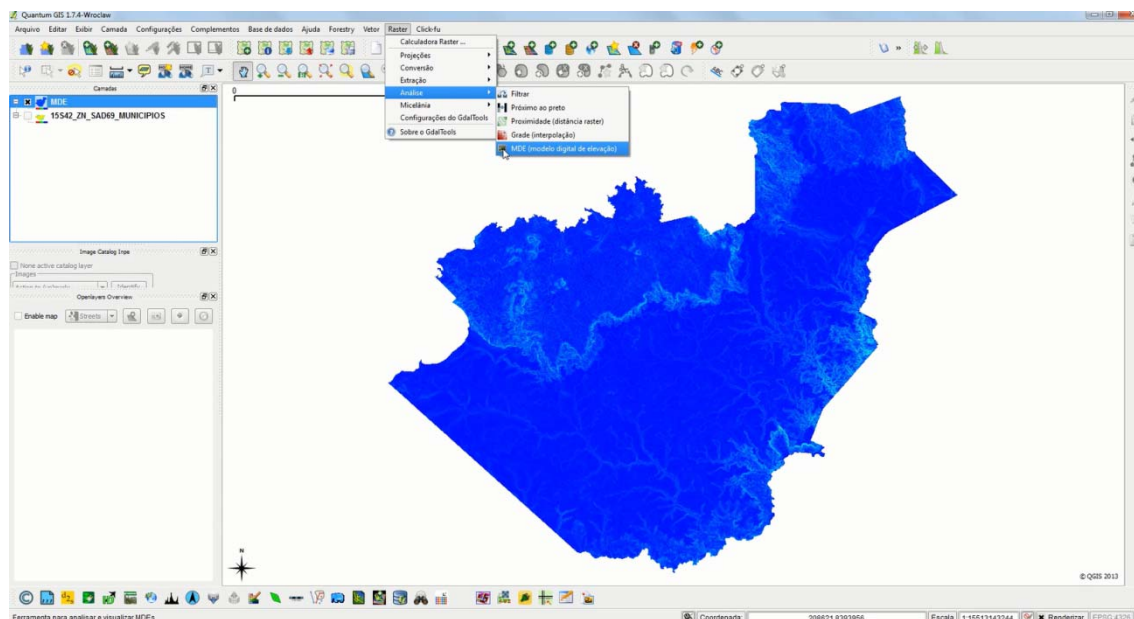 Quantum GIS 1.7.4-Wroclaw
Arquivo Editar Exibir Camada Configurações Complementos Base de dados Ajuda Forestry Vetor Raster Click-fu
Calculadora Raster ...
Projeções
Conversão
Extração
Análise
Micelânia
Configurações do GdalTools
Sobre o GdalTools
Filtrar
Próximo ao preto
Proximidade (distância raster)
Grade (interpolação)
MDE (modelo digital de elevação)
Camadas
MDE
15S42_ZN_SAD69_MUNICIPIOS
0
Image Catalog Inpe
None active catalog layer
Images
Openlayers Overview
Enable map Streets
N
© QGIS 2013
Ferramenta para analisar e visualizar MDEs
Coordenada:
Escala
Renderizar
EPSG:4326